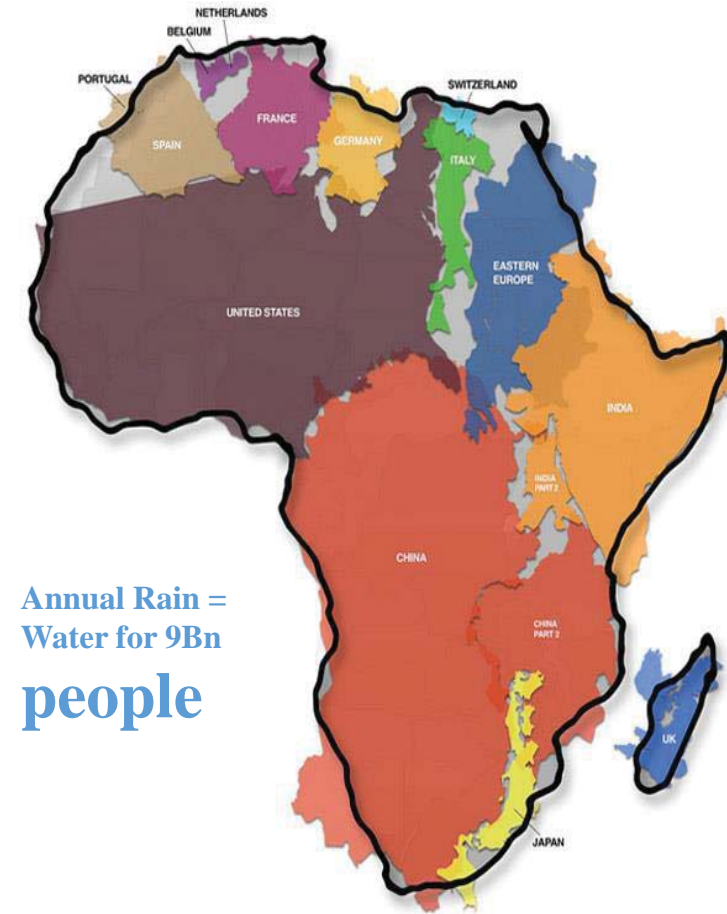 NETHERLANDS
BELGIUM
PORTUGAL
SWITZERLAND
FRANCE
GERMANY
SPAIN
ITALY
EASTERN
EUROPE
UNITED STATES
INDIA
INDIA
PART 2
CHINA
Annual Rain =
Water for 9Bn
people
CHINA
PART 2
UK
JAPAN